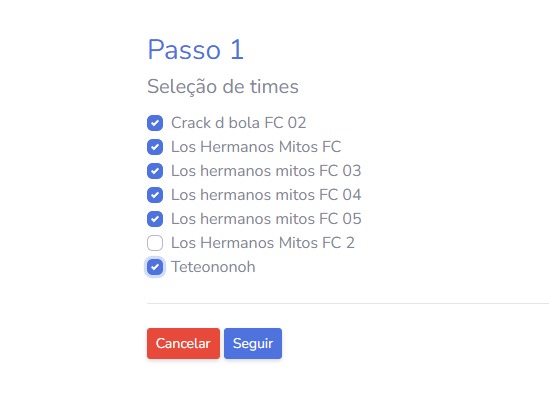 Passo 1
Seleção de times
Crack d bola FC 02
Los Hermanos Mitos FC
Los hermanos mitos FC 03
Los hermanos mitos FC 04
Los hermanos mitos FC 05
Los Hermanos Mitos FC 2
Teteononoh
Cancelar Seguir